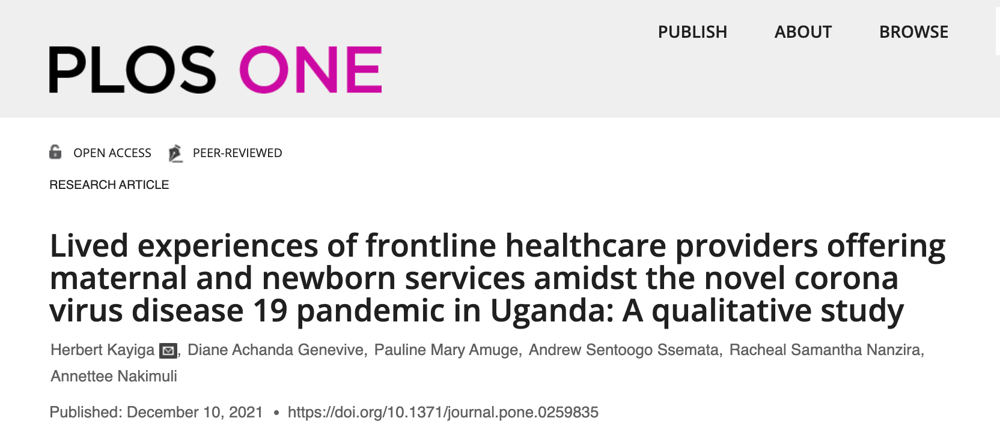 PUBLISH ABOUT BROWSE
PLOS ONE
OPEN ACCESS PEER-REVIEWED
RESEARCH ARTICLE
Lived experiences of frontline healthcare providers offering
maternal and newborn services amidst the novel corona
virus disease 19 pandemic in Uganda: A qualitative study
Herbert Kayiga, Diane Achanda Genevive, Pauline Mary Amuge, Andrew Sentoogo Ssemata, Racheal Samantha Nanzira,
Annettee Nakimuli
Published: December 10, 2021 • https://doi.org/10.1371/journal.pone.0259835